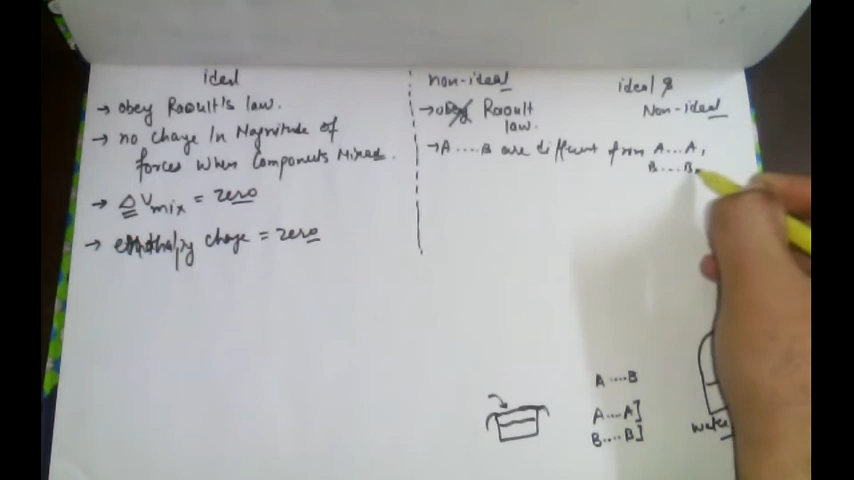 ideal
→ obey Raoult's law.
→ no change In Magnitude of
forces when Components Mixed.
→ ΔVmix = zero
→ enthalpy change = zero
non-ideal
→ obey Raoult
law.
→ A....B are different from A...A,
B....B.
ideal &
Non-ideal
A....B
A....A]
B....B]
water